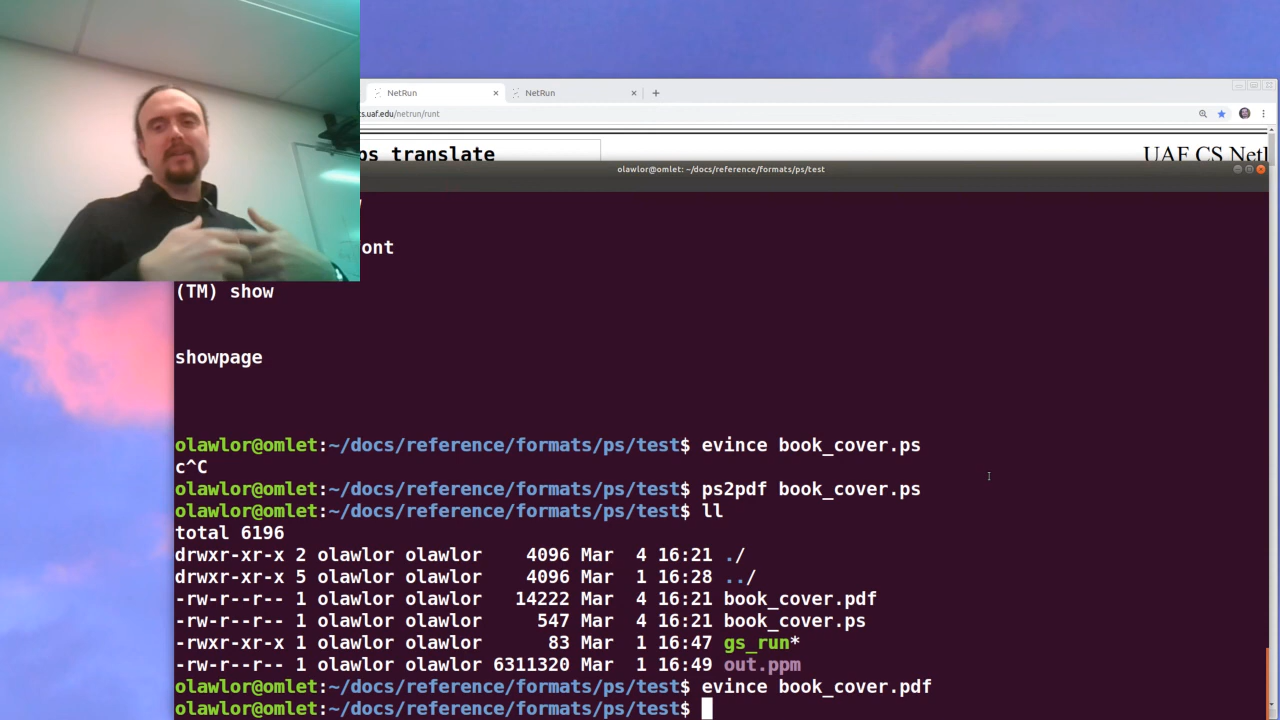 NetRun
NetRun
cs.uaf.edu/netrun/runt
ps translate
UAF CS Net
olawlor@omlet: ~/docs/reference/formats/ps/test
ont
(TM) show
showpage
olawlor@omlet:~/docs/reference/formats/ps/test$ evince book_cover.ps
c^C
olawlor@omlet:~/docs/reference/formats/ps/test$ ps2pdf book_cover.ps
olawlor@omlet:~/docs/reference/formats/ps/test$ ll
total 6196
drwxr-xr-x 2 olawlor olawlor    4096 Mar  4 16:21 ./
drwxr-xr-x 5 olawlor olawlor    4096 Mar  1 16:28 ../
-rw-r--r-- 1 olawlor olawlor   14222 Mar  4 16:21 book_cover.pdf
-rw-r--r-- 1 olawlor olawlor     547 Mar  4 16:21 book_cover.ps
-rwxr-xr-x 1 olawlor olawlor      83 Mar  1 16:47 gs_run*
-rw-r--r-- 1 olawlor olawlor 6311320 Mar  1 16:49 out.ppm
olawlor@omlet:~/docs/reference/formats/ps/test$ evince book_cover.pdf
olawlor@omlet:~/docs/reference/formats/ps/test$